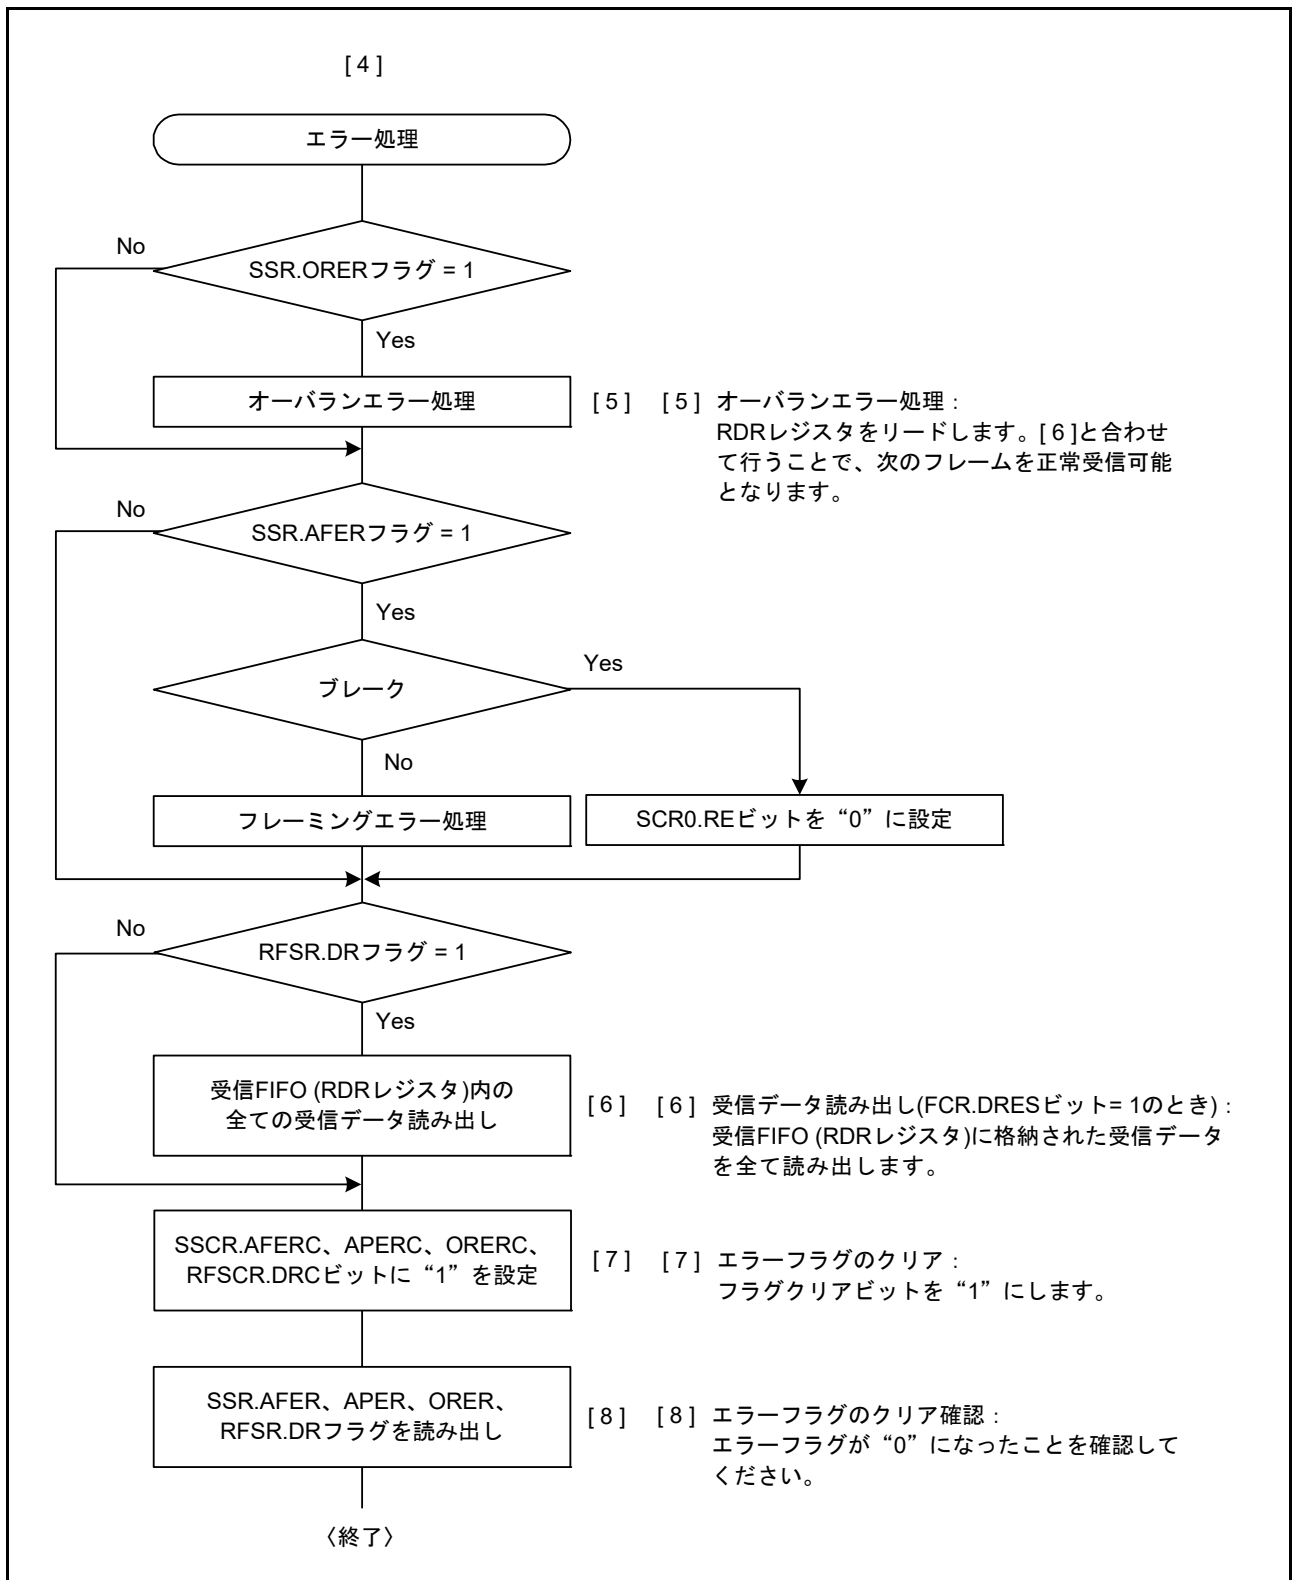 [ 4 ]
エラー処理
No
SSR.ORERフラグ = 1
Yes
オーバランエラー処理
[ 5 ]
[ 5 ] オーバランエラー処理：
RDRレジスタをリードします。[ 6 ]と合わせ
て行うことで、次のフレームを正常受信可能
となります。
No
SSR.AFERフラグ = 1
Yes
ブレーク
Yes
No
フレーミングエラー処理
SCR0.REビットを“0”に設定
No
RFSR.DRフラグ = 1
Yes
受信FIFO (RDRレジスタ)内の
全ての受信データ読み出し
[ 6 ]
[ 6 ] 受信データ読み出し(FCR.DRESビット= 1のとき)：
受信FIFO (RDRレジスタ)に格納された受信データ
を全て読み出します。
SSCR.AFERC、APERC、ORERC、
RFSCR.DRCビットに“1”を設定
[ 7 ]
[ 7 ] エラーフラグのクリア：
フラグクリアビットを“1”にします。
SSR.AFER、APER、ORER、
RFSR.DRフラグを読み出し
[ 8 ]
[ 8 ] エラーフラグのクリア確認：
エラーフラグが“0”になったことを確認して
ください。
〈終了〉